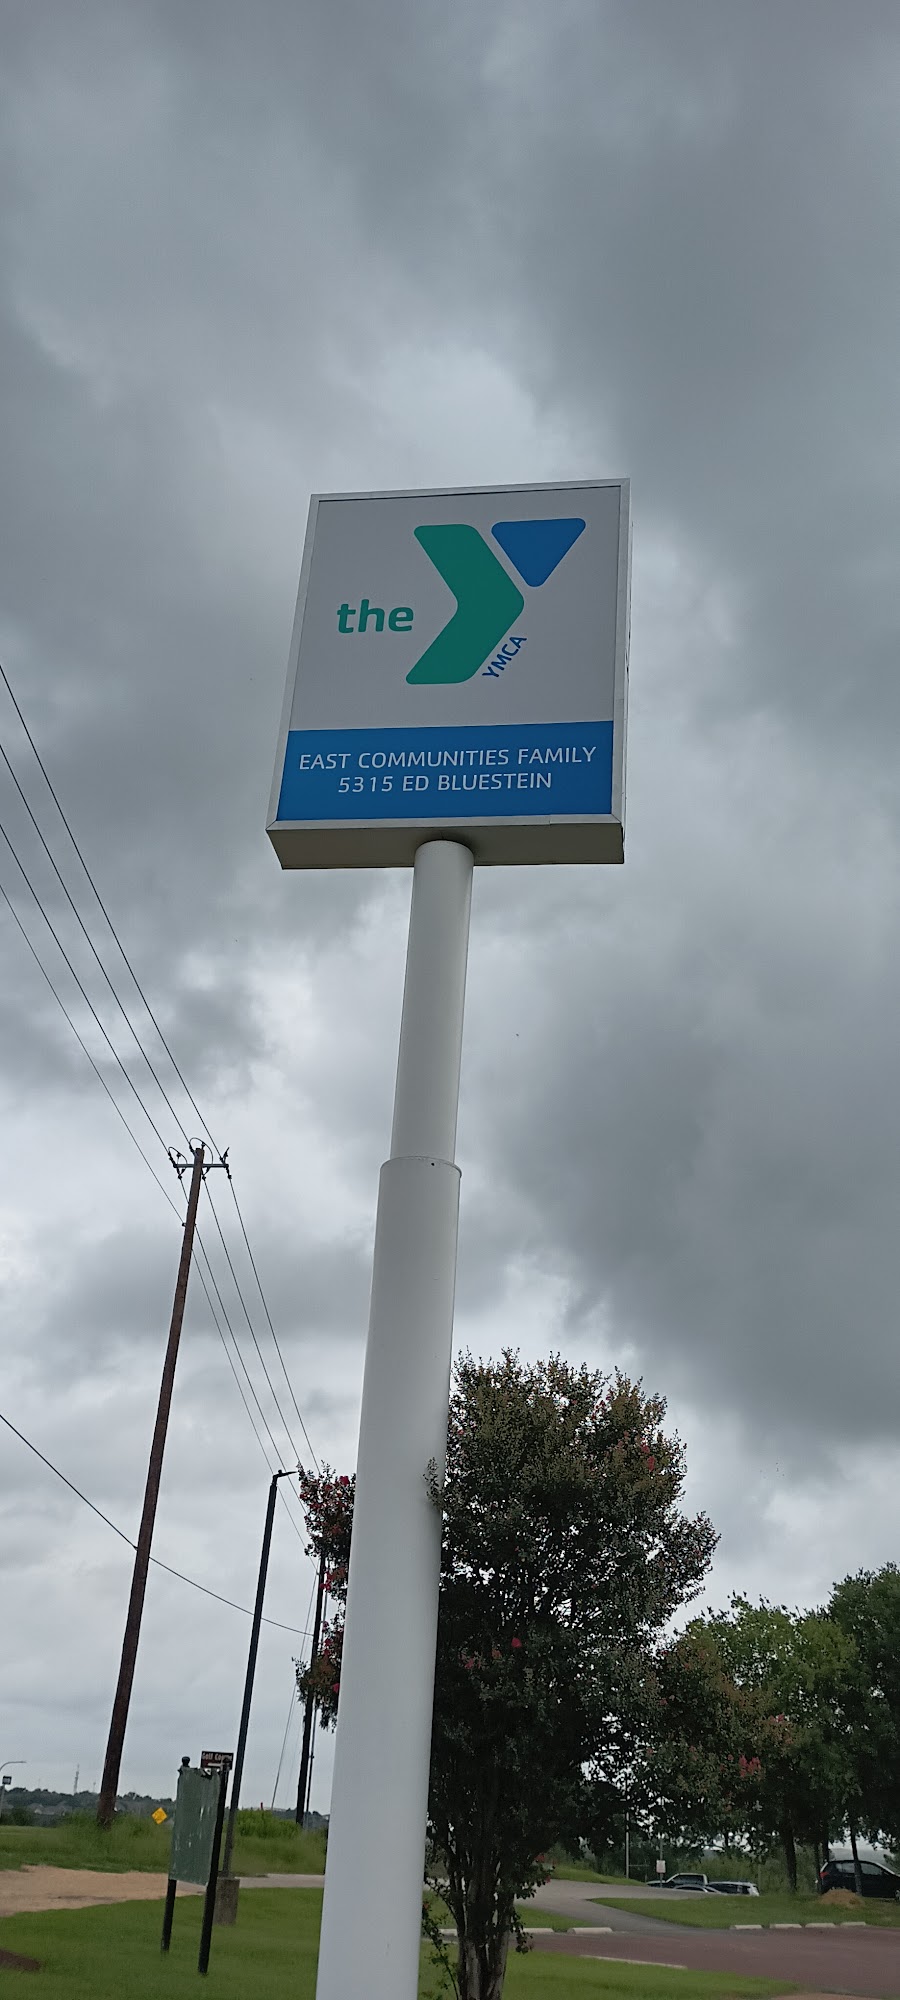 the
YMCA
EAST COMMUNITIES FAMILY
5315 ED BLUESTEIN